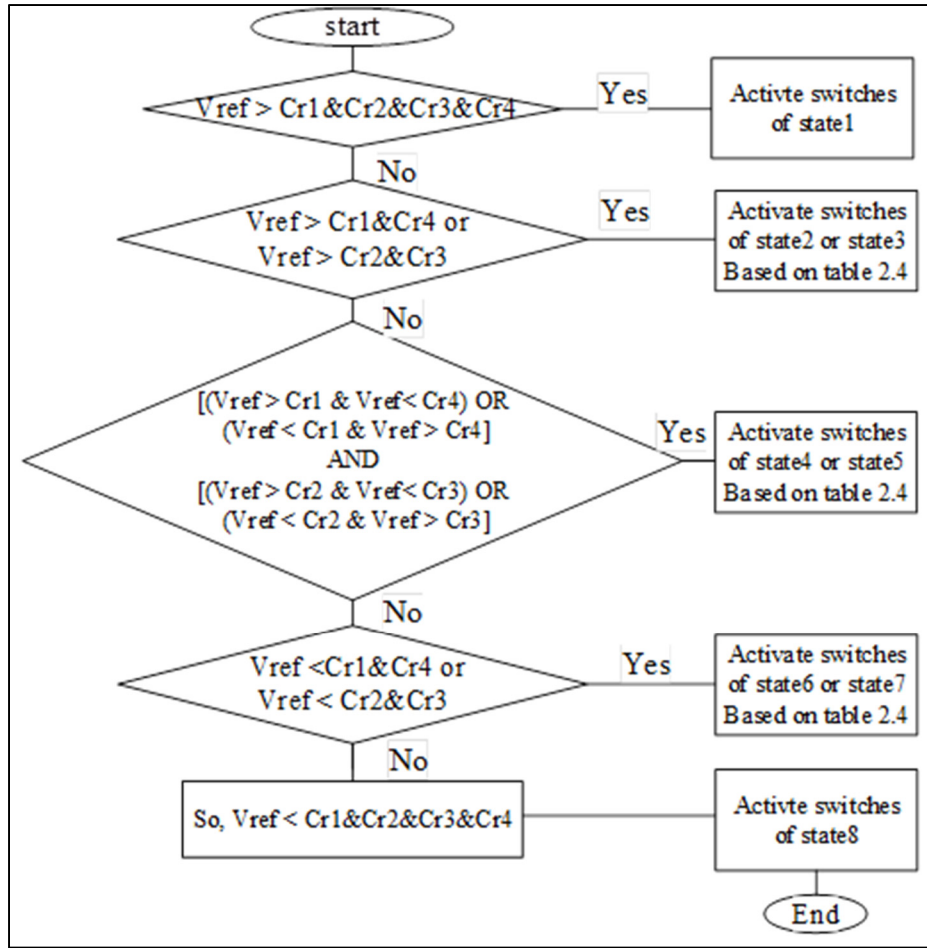 start
Vref > Cr1&Cr2&Cr3&Cr4
Yes
Activte switches
of state1
No
Vref > Cr1&Cr4 or
Vref > Cr2&Cr3
Yes
Activate switches
of state2 or state3
Based on table 2.4
No
[(Vref > Cr1 & Vref< Cr4) OR
(Vref < Cr1 & Vref > Cr4]
AND
[(Vref > Cr2 & Vref< Cr3) OR
(Vref < Cr2 & Vref > Cr3]
Yes
Activate switches
of state4 or state5
Based on table 2.4
No
Vref <Cr1&Cr4 or
Vref < Cr2&Cr3
Yes
Activate switches
of state6 or state7
Based on table 2.4
No
So, Vref < Cr1&Cr2&Cr3&Cr4
Activte switches
of state8
End